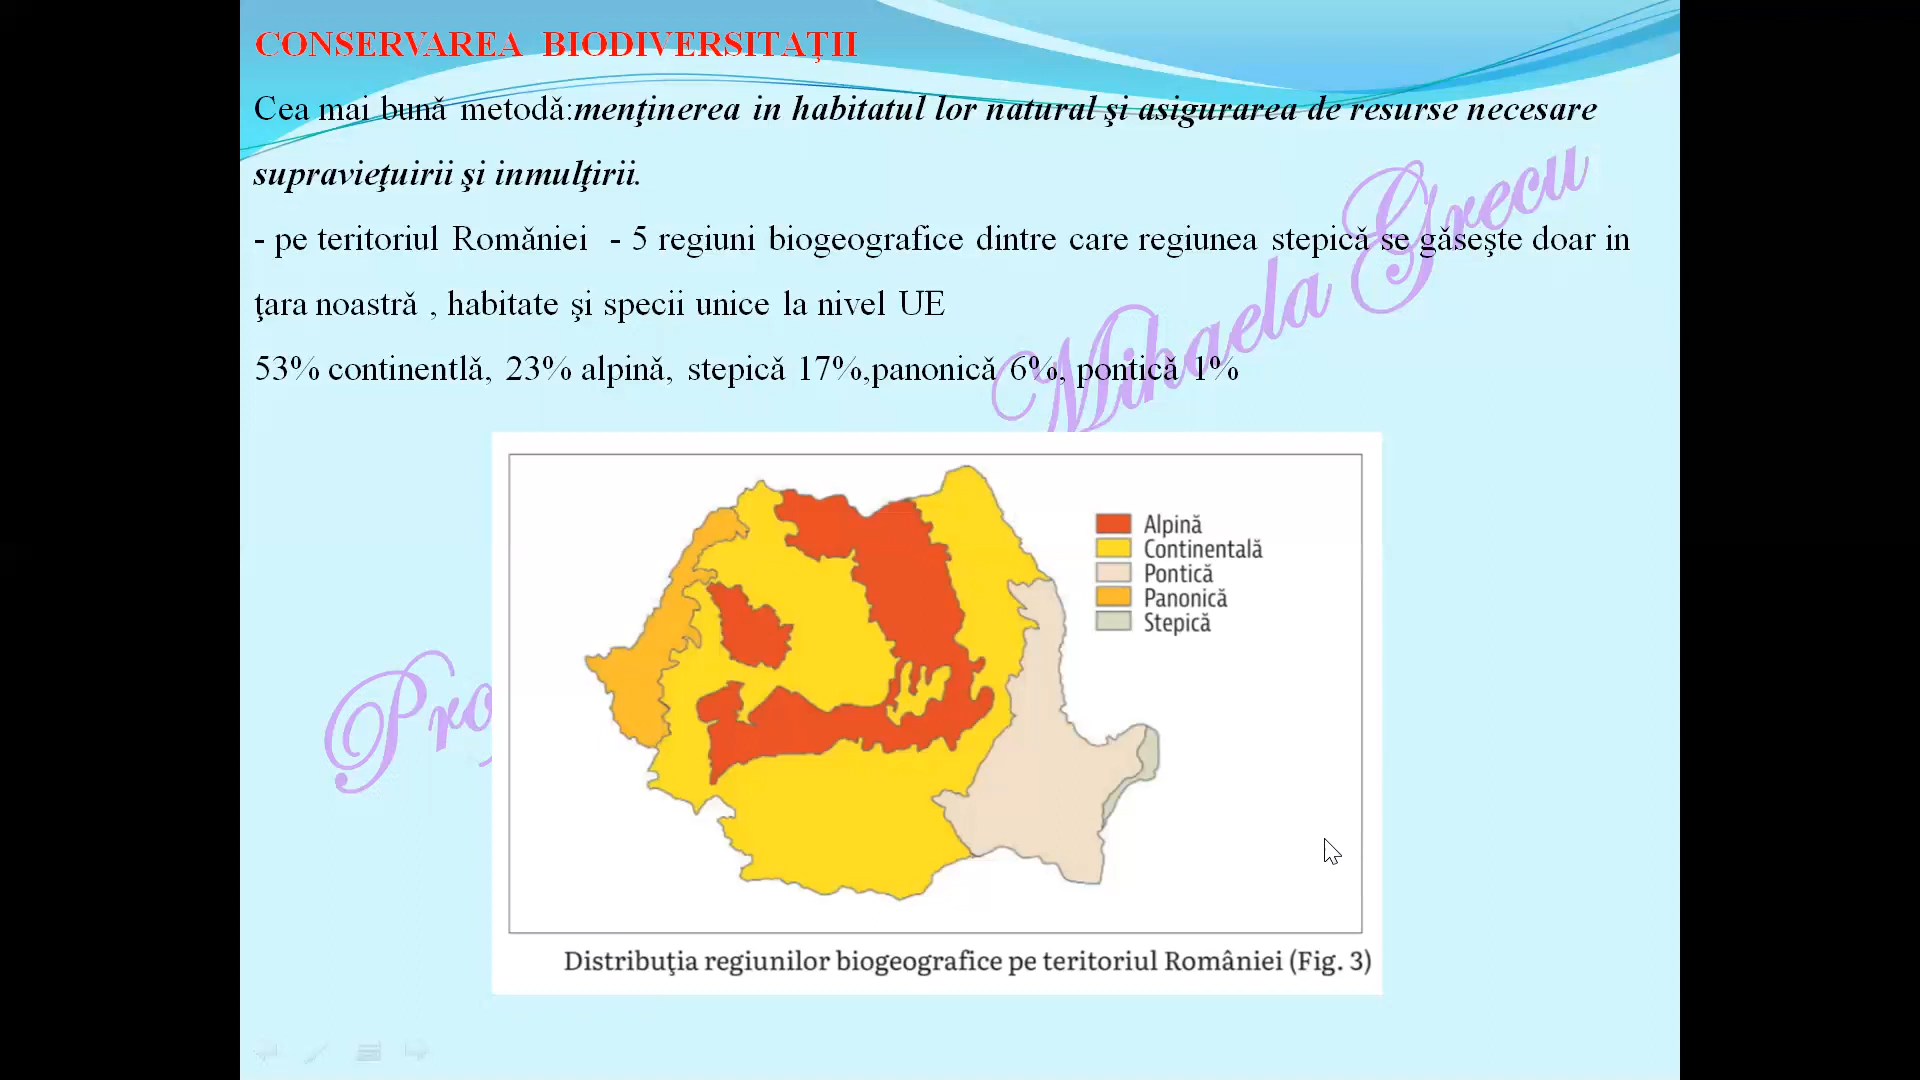 CONSERVAREA BIODIVERSITAŢII
Cea mai bună metodă:menţinerea in habitatul lor natural şi asigurarea de resurse necesare
supravieţuirii şi inmulţirii.
- pe teritoriul Romăniei - 5 regiuni biogeografice dintre care regiunea stepică se găseşte doar in
ţara noastră , habitate şi specii unice la nivel UE
53% continentlă, 23% alpină, stepică 17%,panonică 6%, pontică 1%
Mihaela Grecu
Alpină
Continentală
Pontică
Panonică
Stepică
Distribuţia regiunilor biogeografice pe teritoriul României (Fig. 3)